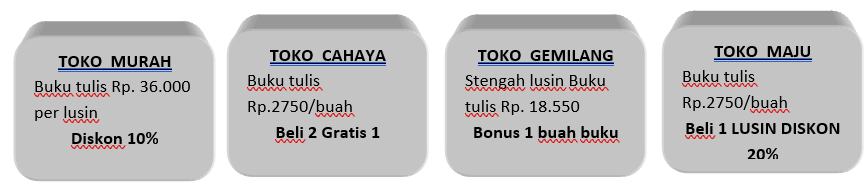 TOKO MURAH
Buku tulis Rp. 36.000
per lusin
Diskon 10%
TOKO CAHAYA
Buku tulis
Rp.2750/buah
Beli 2 Gratis 1
TOKO GEMILANG
Stengah lusin Buku
tulis Rp. 18.550
Bonus 1 buah buku
TOKO MAJU
Buku tulis
Rp.2750/buah
Beli 1 LUSIN DISKON
20%